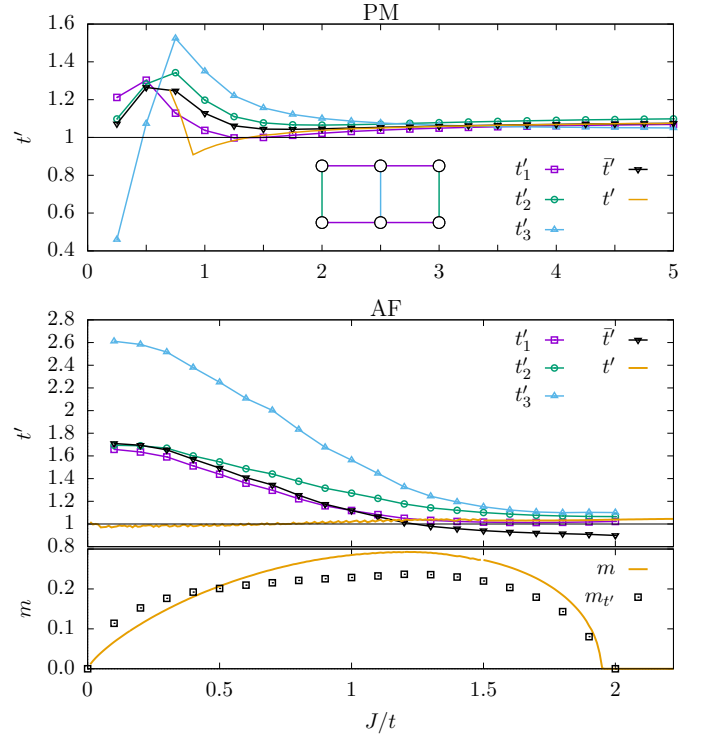 PM
1.6
1.4
1.2
1
0.8
0.6
0.4
t′
t′₁
t′₂
t′₃
t̄′
t′
0 1 2 3 4 5
AF
2.8
2.6
2.4
2.2
2
1.8
1.6
1.4
1.2
1
0.8
t′
t′₁
t′₂
t′₃
t̄′
t′
0.2
0.1
0.0
m
m
m_{t′}
0 0.5 1 1.5 2
J/t